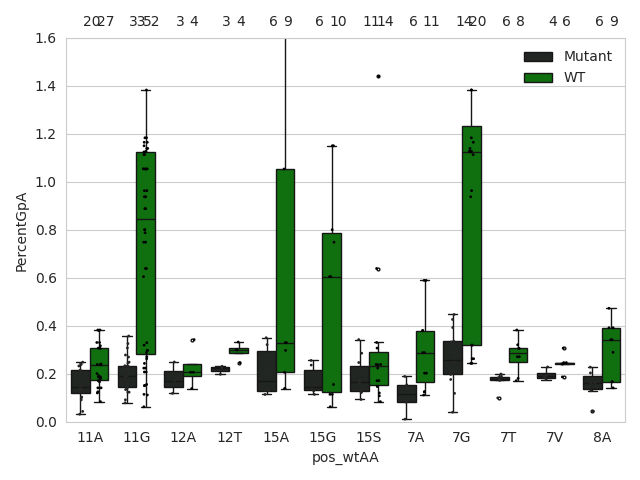 20 27 33 52 3 4 3 4 6 9 6 10 11 14 6 11 14 20 6 8 4 6 6 9
1.6
Mutant
WT
1.4
1.2
1.0
0.8
0.6
0.4
0.2
0.0
PercentGpA
11A 11G 12A 12T 15A 15G 15S 7A 7G 7T 7V 8A
pos_wtAA